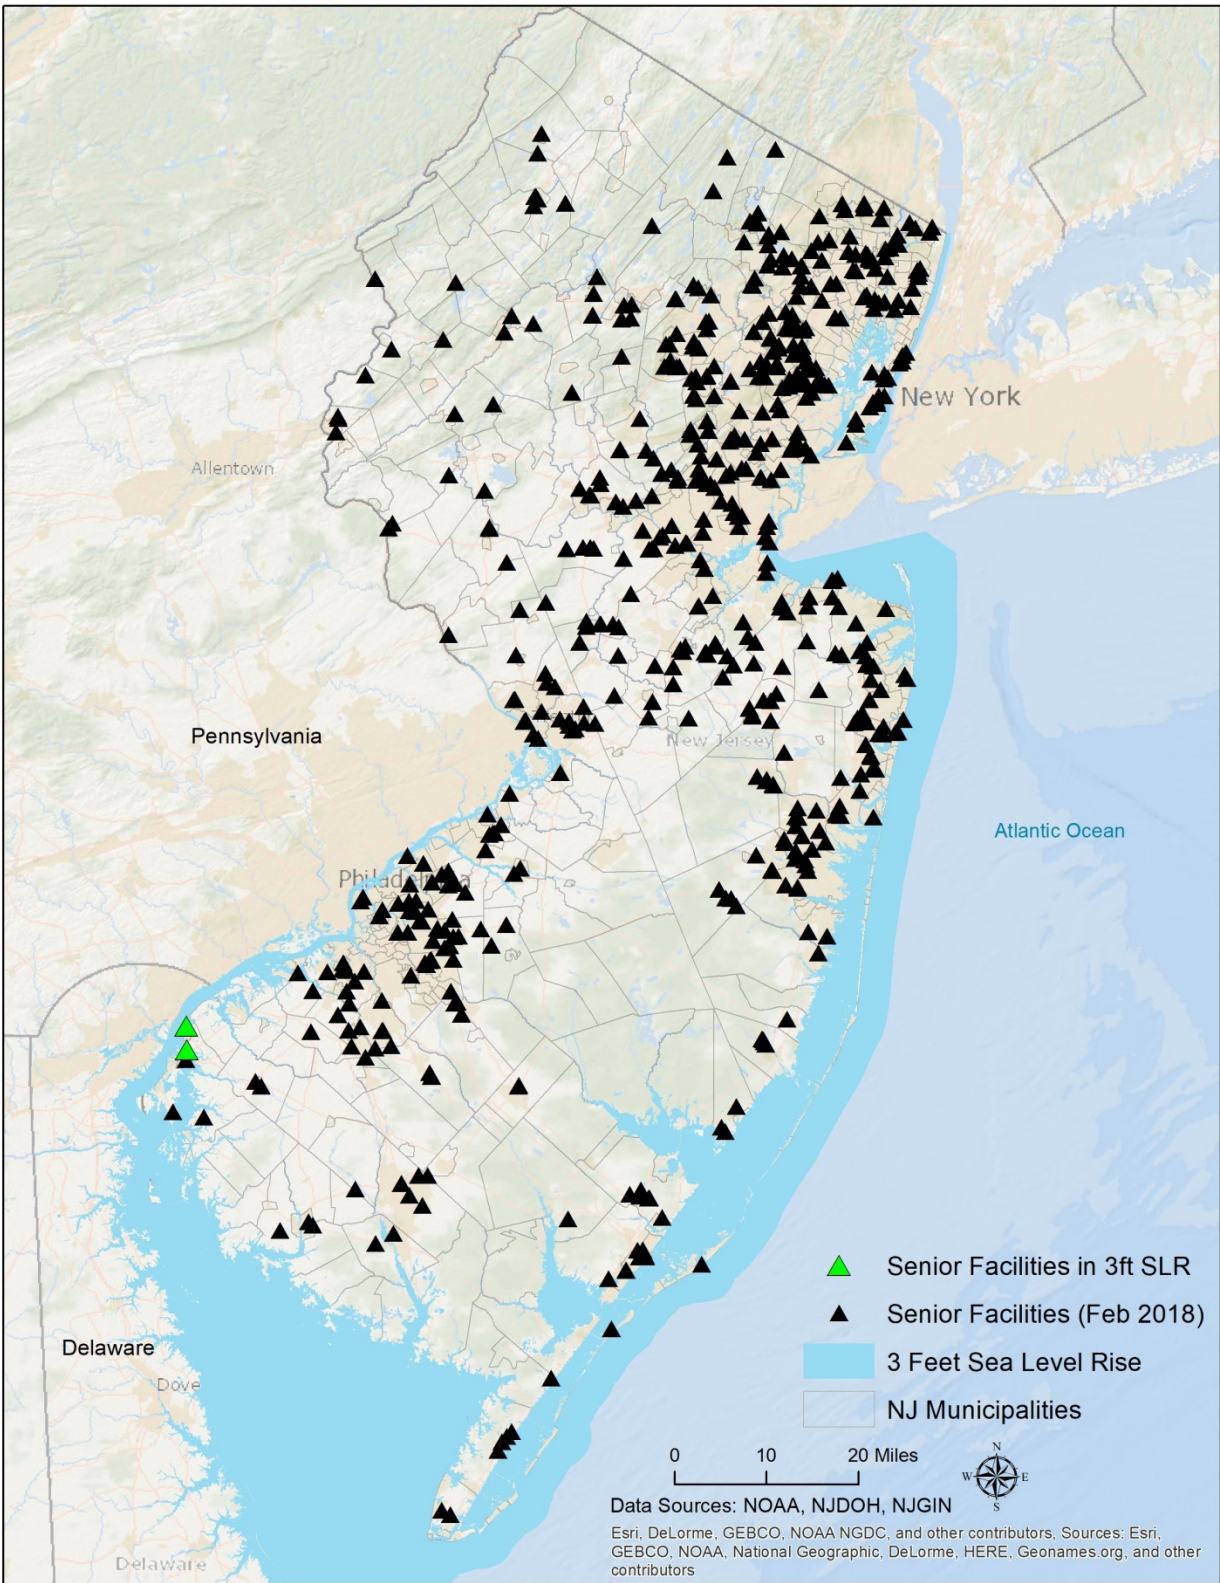 New York
Allentown
Pennsylvania
New Jersey
Atlantic Ocean
Philadelphia
Senior Facilities in 3ft SLR
Senior Facilities (Feb 2018)
3 Feet Sea Level Rise
NJ Municipalities
Delaware
Dove
0 10 20 Miles
N
W E
S
Data Sources: NOAA, NJDOH, NJGIN
Esri, DeLorme, GEBCO, NOAA NGDC, and other contributors, Sources: Esri,
GEBCO, NOAA, National Geographic, DeLorme, HERE, Geonames.org, and other
contributors
Delaware